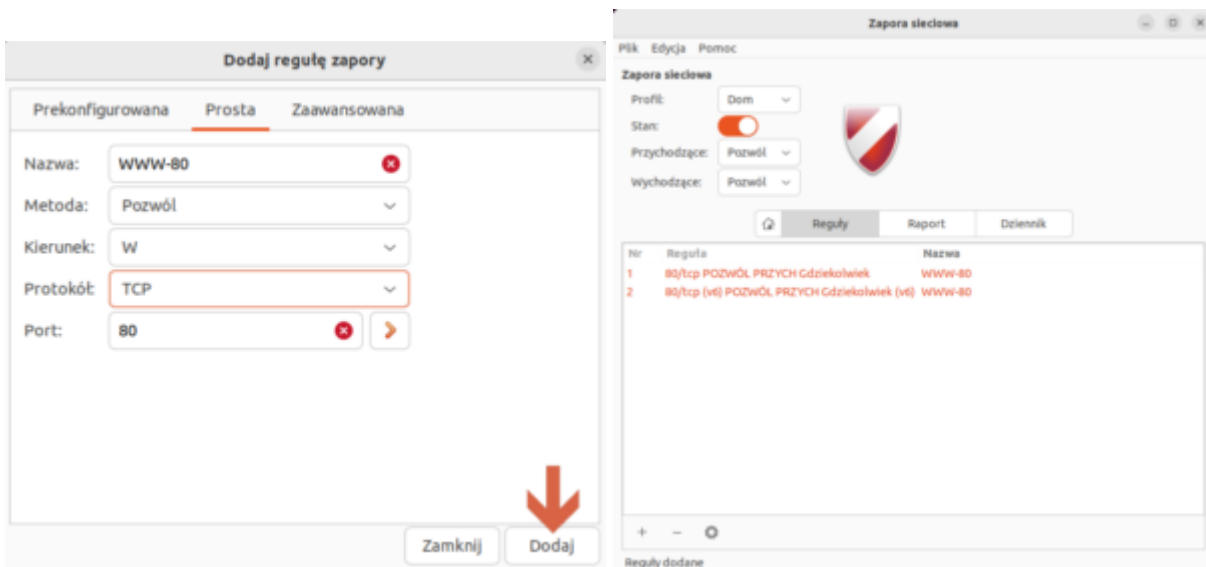 Dodaj regułę zapory
Prekonfigurowana Prosta Zaawansowana
Nazwa: WWW-80
Metoda: Pozwól
Kierunek: W
Protokół: TCP
Port: 80
Zamknij Dodaj
Zapora sieciowa
Plik Edycja Pomoc
Zapora sieciowa
Profil: Dom
Stan:
Przychodzące: Pozwól
Wychodzące: Pozwól
Reguły Raport Dziennik
Nr Reguła Nazwa
1 80/tcp POZWÓL PRZYCH Gdziekolwiek WWW-80
2 80/tcp (v6) POZWÓL PRZYCH Gdziekolwiek (v6) WWW-80
Reguły dodane